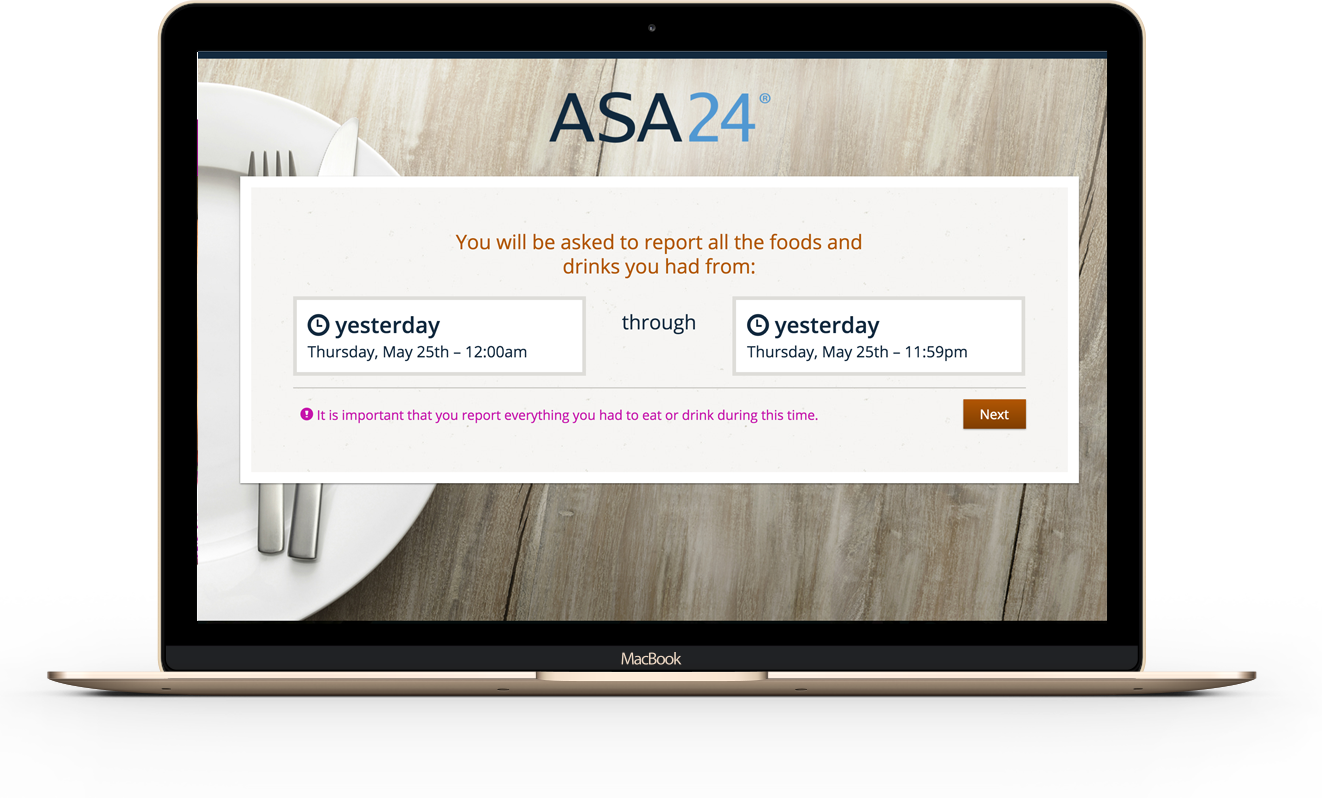 ASA24®
You will be asked to report all the foods and
drinks you had from:
yesterday
Thursday, May 25th – 12:00am
through
yesterday
Thursday, May 25th – 11:59pm
It is important that you report everything you had to eat or drink during this time.
Next
MacBook